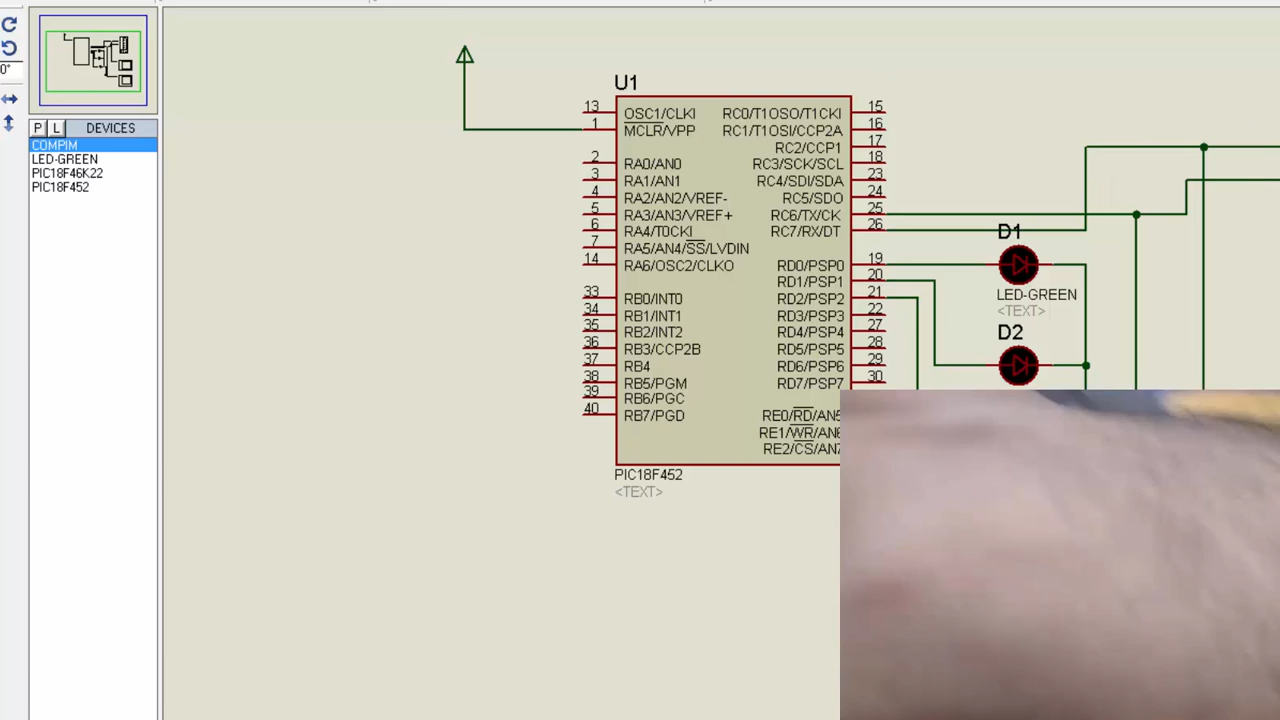 0°
P L DEVICES
COMPIM
LED-GREEN
PIC18F46K22
PIC18F452
U1
13 OSC1/CLKI RC0/T1OSO/T1CKI 15
1 MCLR/VPP RC1/T1OSI/CCP2A 16
RC2/CCP1 17
2 RA0/AN0 RC3/SCK/SCL 18
3 RA1/AN1 RC4/SDI/SDA 23
4 RA2/AN2/VREF- RC5/SDO 24
5 RA3/AN3/VREF+ RC6/TX/CK 25
6 RA4/T0CKI RC7/RX/DT 26
7 RA5/AN4/SS/LVDIN
14 RA6/OSC2/CLKO RD0/PSP0 19
RD1/PSP1 20
33 RB0/INT0 RD2/PSP2 21
34 RB1/INT1 RD3/PSP3 22
35 RB2/INT2 RD4/PSP4 27
36 RB3/CCP2B RD5/PSP5 28
37 RB4 RD6/PSP6 29
38 RB5/PGM RD7/PSP7 30
39 RB6/PGC
40 RB7/PGD RE0/RD/AN5
RE1/WR/AN6
RE2/CS/AN7
PIC18F452
<TEXT>
D1
LED-GREEN
<TEXT>
D2